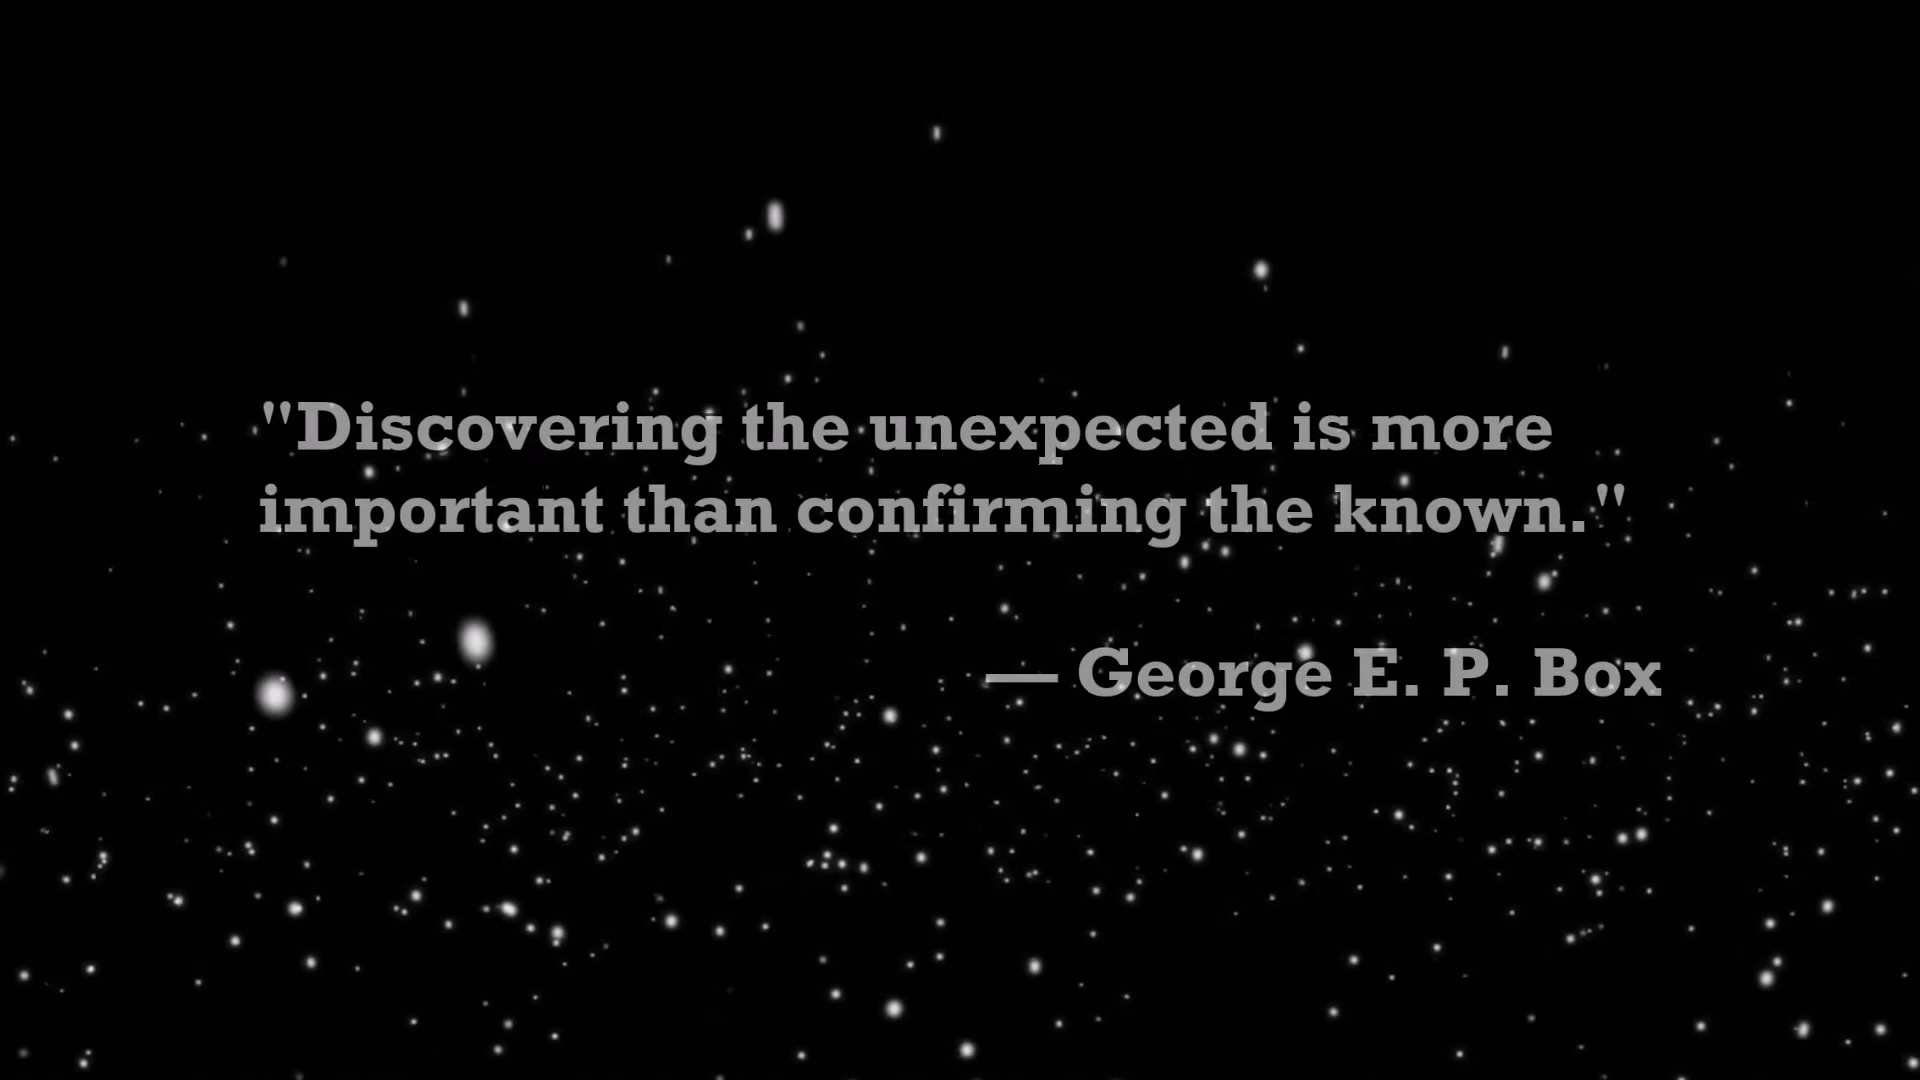 "Discovering the unexpected is more
important than confirming the known."
— George E. P. Box